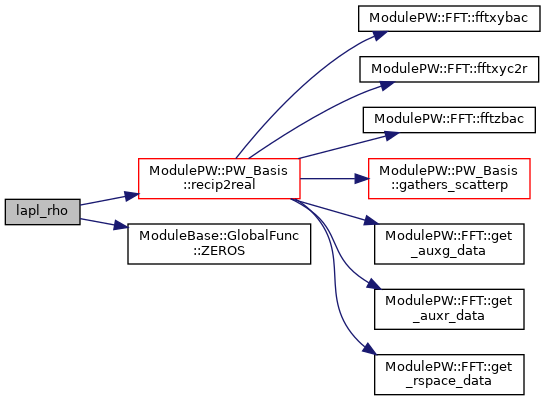 lapl_rho
ModulePW::PW_Basis
::recip2real
ModuleBase::GlobalFunc
::ZEROS
ModulePW::FFT::fftxybac
ModulePW::FFT::fftxyc2r
ModulePW::FFT::fftzbac
ModulePW::PW_Basis
::gathers_scatterp
ModulePW::FFT::get
_auxg_data
ModulePW::FFT::get
_auxr_data
ModulePW::FFT::get
_rspace_data